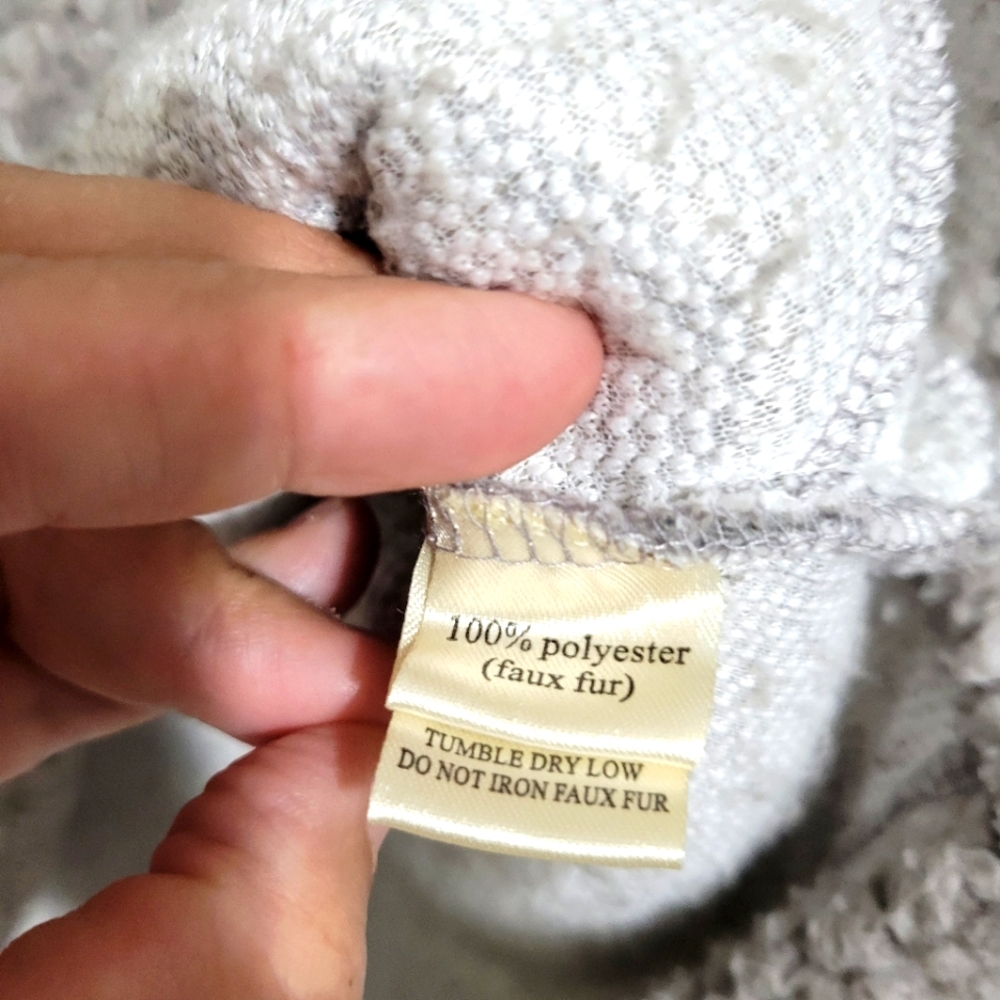 100% polyester
(faux fur)
TUMBLE DRY LOW
DO NOT IRON FAUX FUR